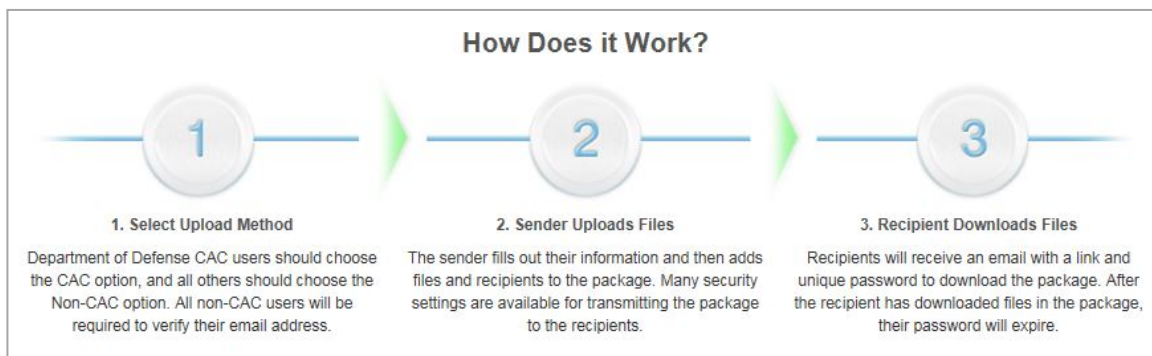 How Does it Work?
1
2
3
1. Select Upload Method
Department of Defense CAC users should choose
the CAC option, and all others should choose the
Non-CAC option. All non-CAC users will be
required to verify their email address.
2. Sender Uploads Files
The sender fills out their information and then adds
files and recipients to the package. Many security
settings are available for transmitting the package
to the recipients.
3. Recipient Downloads Files
Recipients will receive an email with a link and
unique password to download the package. After
the recipient has downloaded files in the package,
their password will expire.